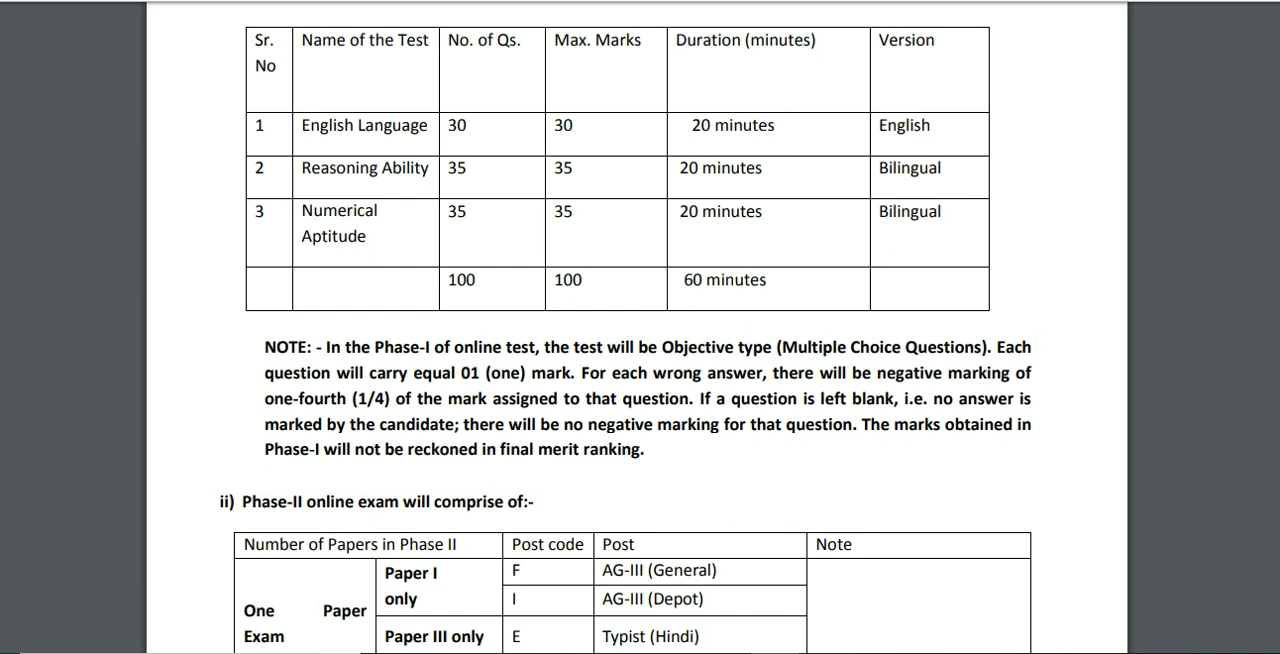 Sr. No Name of the Test No. of Qs. Max. Marks Duration (minutes) Version
1 English Language 30 30 20 minutes English
2 Reasoning Ability 35 35 20 minutes Bilingual
3 Numerical Aptitude 35 35 20 minutes Bilingual
100 100 60 minutes
NOTE: - In the Phase-I of online test, the test will be Objective type (Multiple Choice Questions). Each
question will carry equal 01 (one) mark. For each wrong answer, there will be negative marking of
one-fourth (1/4) of the mark assigned to that question. If a question is left blank, i.e. no answer is
marked by the candidate; there will be no negative marking for that question. The marks obtained in
Phase-I will not be reckoned in final merit ranking.
ii) Phase-II online exam will comprise of:-
Number of Papers in Phase II Post code Post Note
One Paper Exam
Paper I only
F AG-III (General)
I AG-III (Depot)
Paper III only E Typist (Hindi)